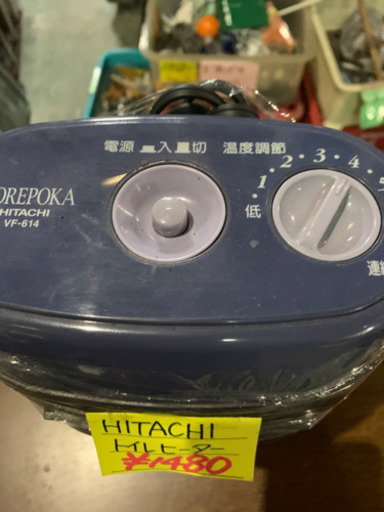 電源 入 切 温度調節
1・2・3・4・5
低
OREPOKA
HITACHI
VF-614
連続
HITACHI
トイレヒーター
¥1480